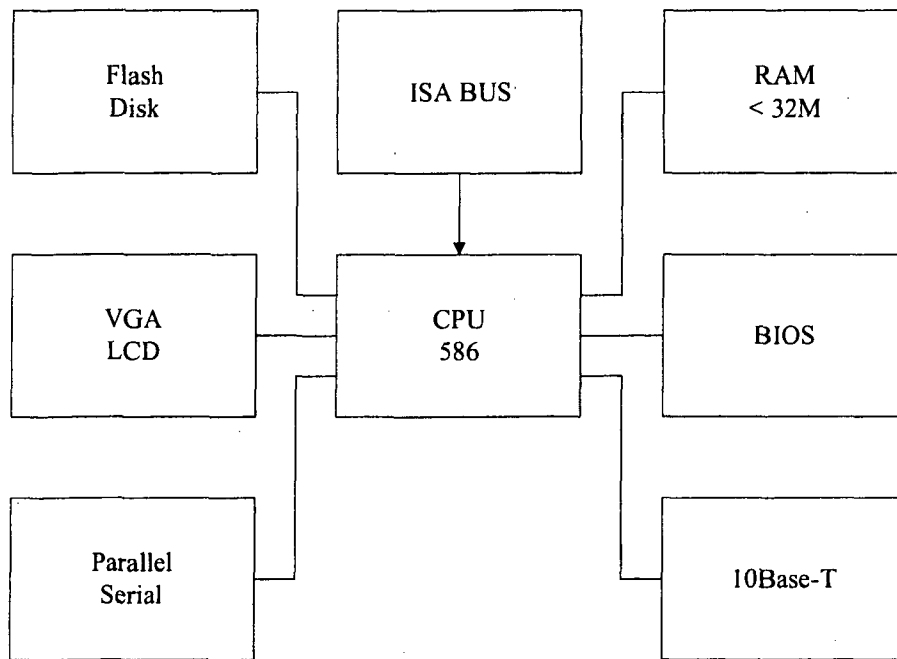 Flash
Disk
ISA BUS
RAM
< 32M
VGA
LCD
CPU
586
BIOS
Parallel
Serial
10Base-T